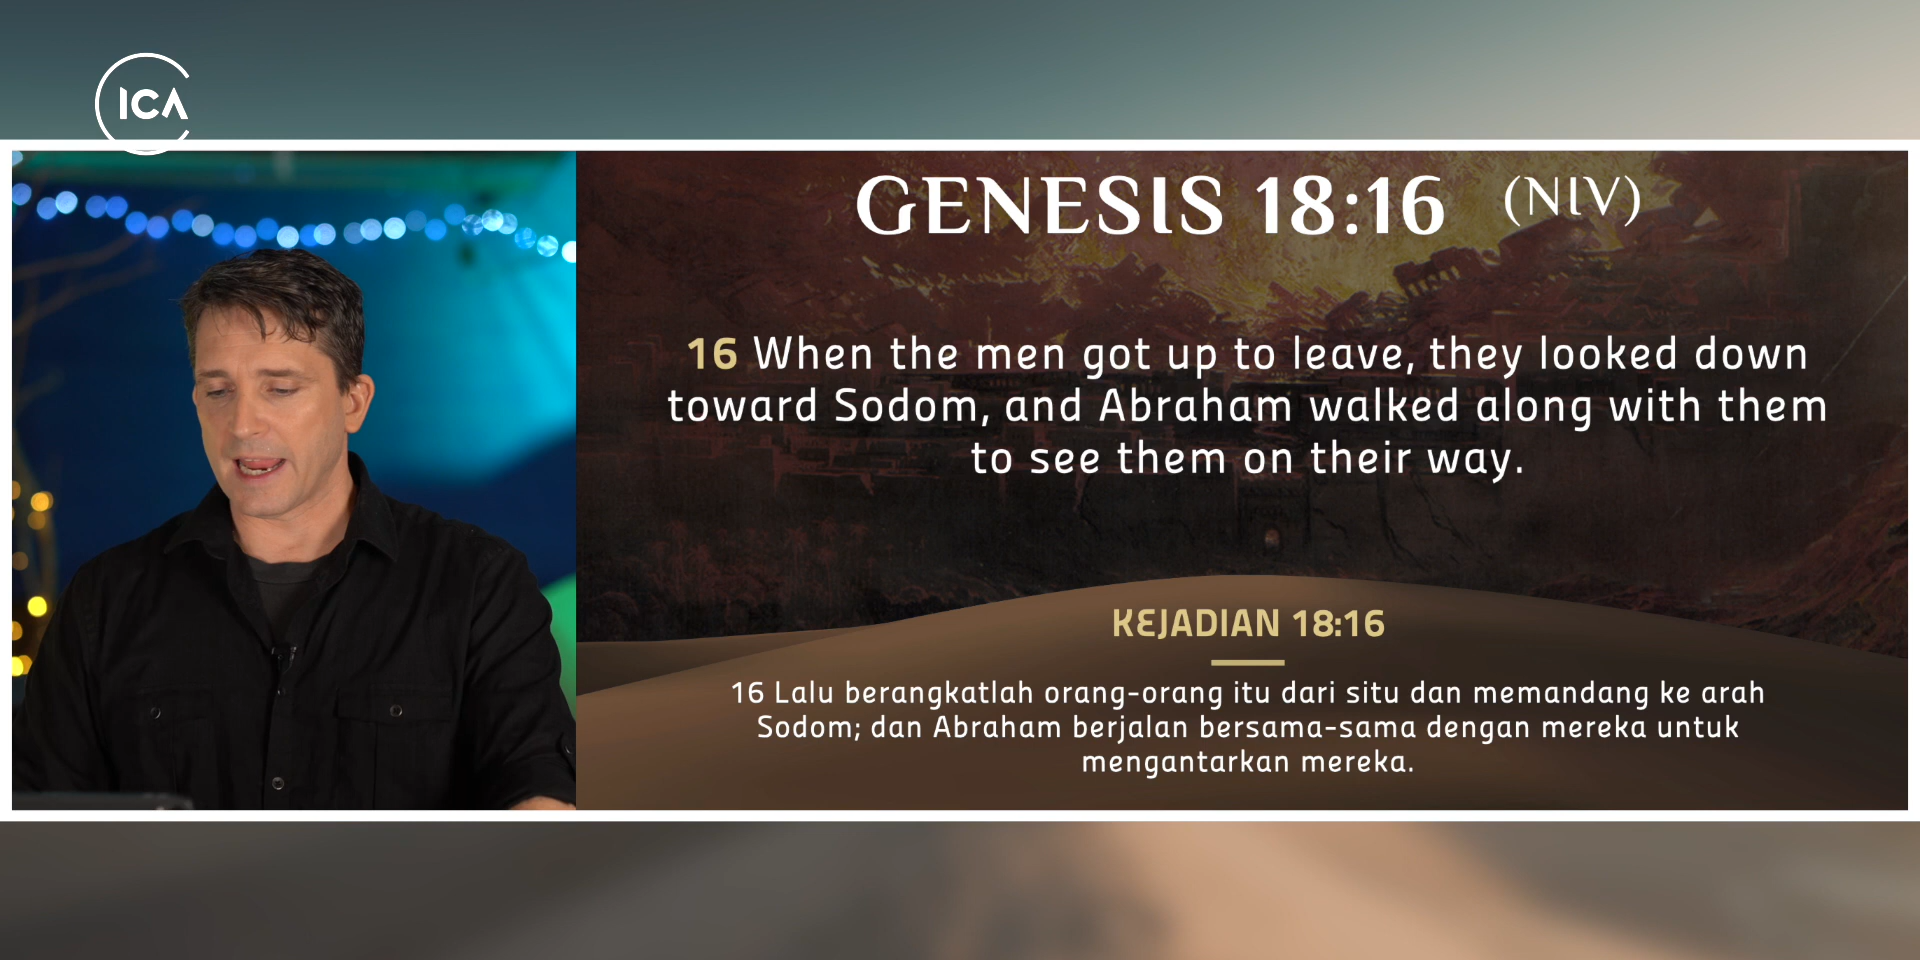 ICA
GENESIS 18:16 (NIV)
16 When the men got up to leave, they looked down
toward Sodom, and Abraham walked along with them
to see them on their way.
KEJADIAN 18:16
16 Lalu berangkatlah orang-orang itu dari situ dan memandang ke arah
Sodom; dan Abraham berjalan bersama-sama dengan mereka untuk
mengantarkan mereka.